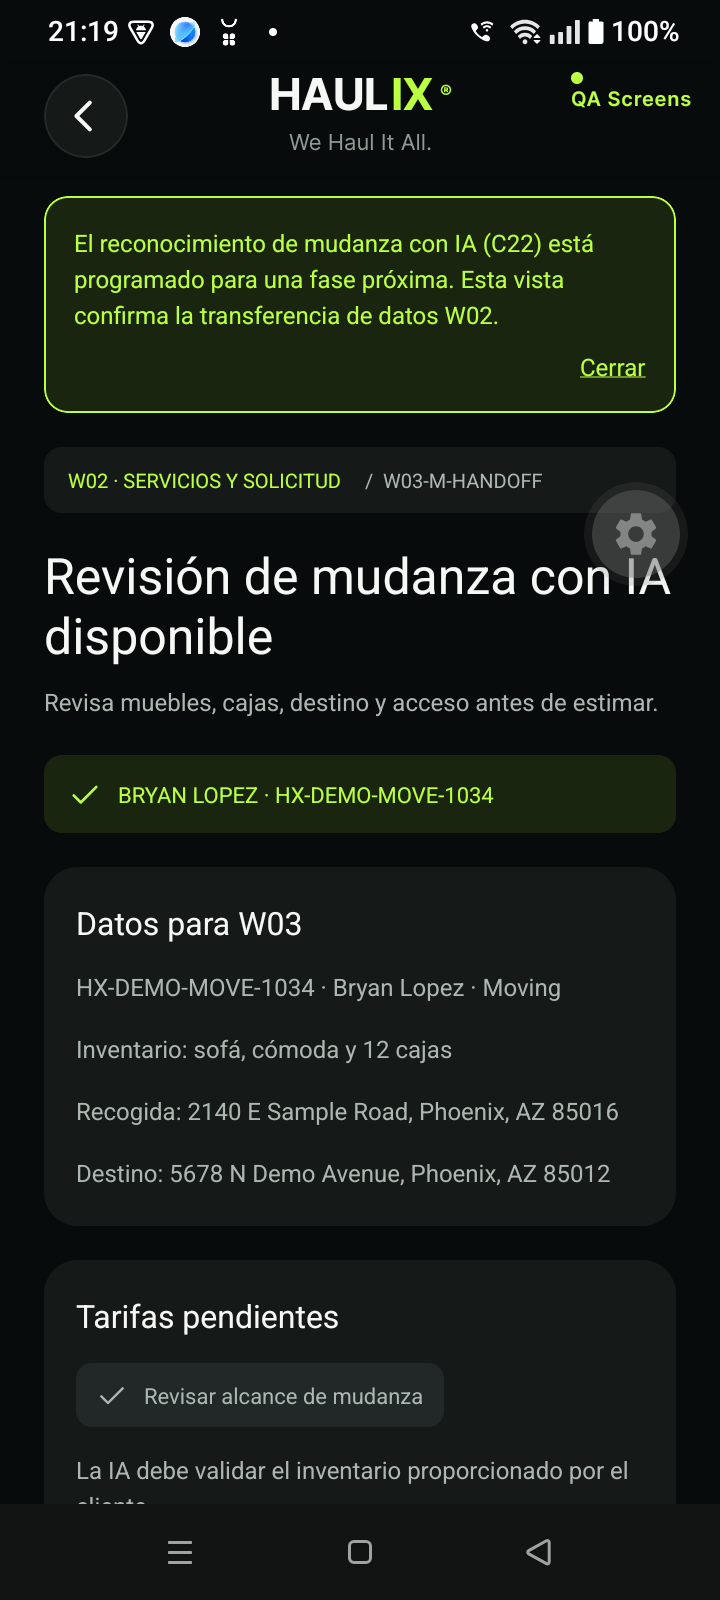 21:19
100%
HAULIX ®
QA Screens
We Haul It All.
El reconocimiento de mudanza con IA (C22) está
programado para una fase próxima. Esta vista
confirma la transferencia de datos W02.
Cerrar
W02 · SERVICIOS Y SOLICITUD / W03-M-HANDOFF
Revisión de mudanza con IA
disponible
Revisa muebles, cajas, destino y acceso antes de estimar.
BRYAN LOPEZ · HX-DEMO-MOVE-1034
Datos para W03
HX-DEMO-MOVE-1034 · Bryan Lopez · Moving
Inventario: sofá, cómoda y 12 cajas
Recogida: 2140 E Sample Road, Phoenix, AZ 85016
Destino: 5678 N Demo Avenue, Phoenix, AZ 85012
Tarifas pendientes
Revisar alcance de mudanza
La IA debe validar el inventario proporcionado por el